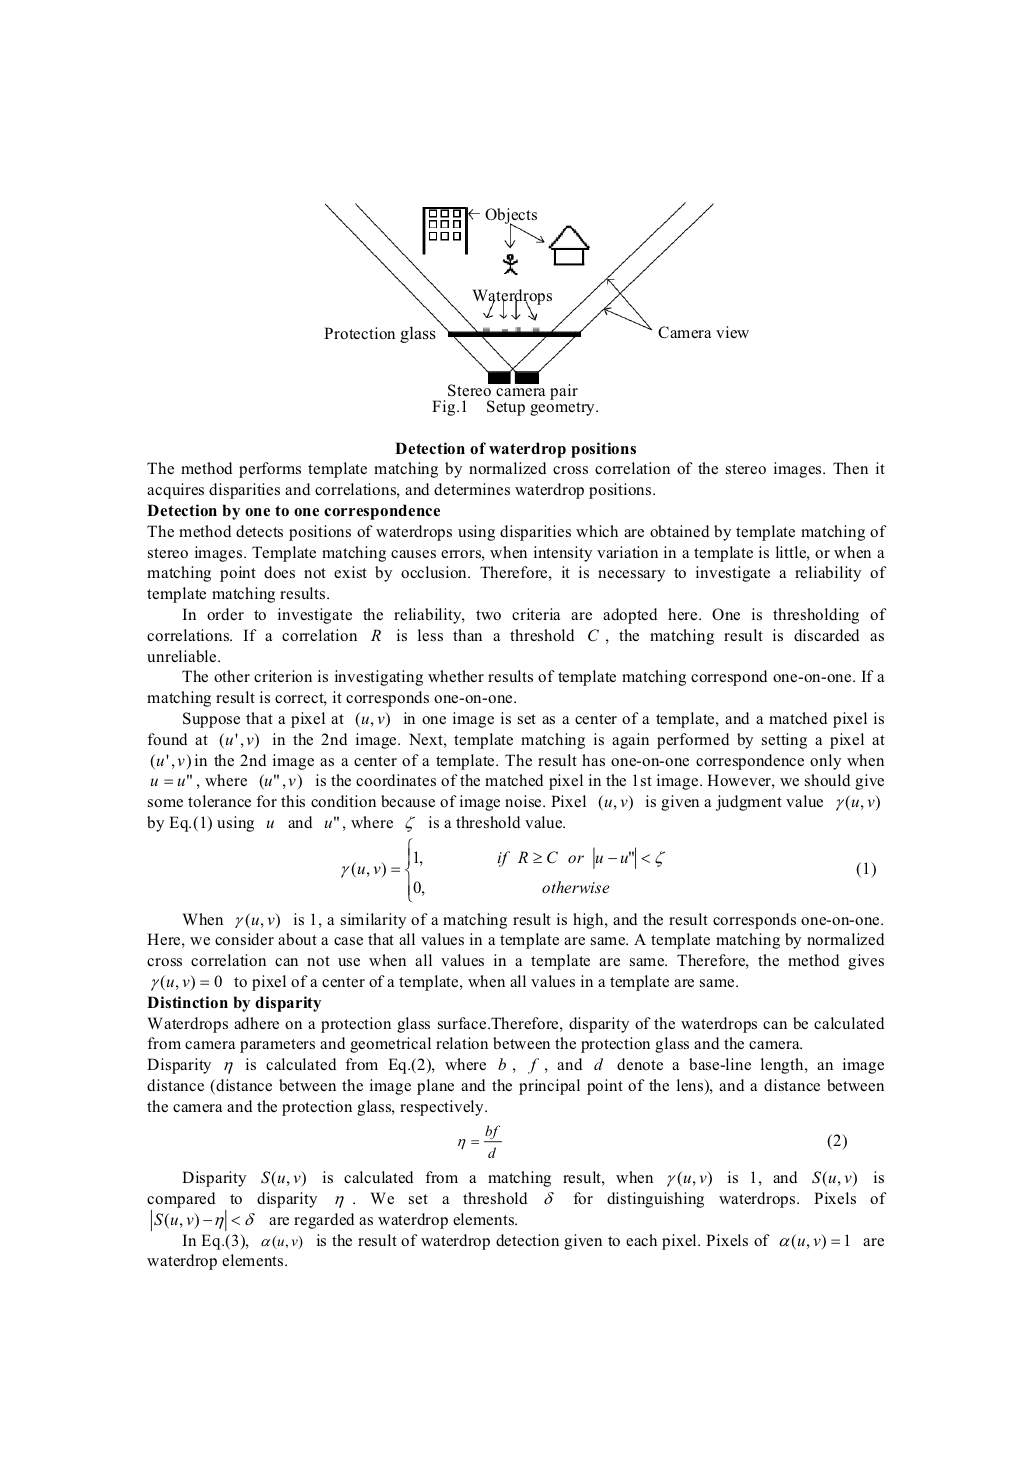 Objects
Waterdrops
Protection glass
Camera view
Stereo camera pair
Fig.1 Setup geometry.
Detection of waterdrop positions
The method performs template matching by normalized cross correlation of the stereo images. Then it
acquires disparities and correlations, and determines waterdrop positions.
Detection by one to one correspondence
The method detects positions of waterdrops using disparities which are obtained by template matching of
stereo images. Template matching causes errors, when intensity variation in a template is little, or when a
matching point does not exist by occlusion. Therefore, it is necessary to investigate a reliability of
template matching results.
In order to investigate the reliability, two criteria are adopted here. One is thresholding of
correlations. If a correlation R is less than a threshold C , the matching result is discarded as
unreliable.
The other criterion is investigating whether results of template matching correspond one-on-one. If a
matching result is correct, it corresponds one-on-one.
Suppose that a pixel at (u, v) in one image is set as a center of a template, and a matched pixel is
found at (u', v) in the 2nd image. Next, template matching is again performed by setting a pixel at
(u', v) in the 2nd image as a center of a template. The result has one-on-one correspondence only when
u = u" , where (u", v) is the coordinates of the matched pixel in the 1st image. However, we should give
some tolerance for this condition because of image noise. Pixel (u, v) is given a judgment value γ(u, v)
by Eq.(1) using u and u", where ζ is a threshold value.
γ(u, v) = { 1, if R ≥ C or |u − u"| < ζ (1)
0, otherwise
When γ(u, v) is 1, a similarity of a matching result is high, and the result corresponds one-on-one.
Here, we consider about a case that all values in a template are same. A template matching by normalized
cross correlation can not use when all values in a template are same. Therefore, the method gives
γ(u, v) = 0 to pixel of a center of a template, when all values in a template are same.
Distinction by disparity
Waterdrops adhere on a protection glass surface.Therefore, disparity of the waterdrops can be calculated
from camera parameters and geometrical relation between the protection glass and the camera.
Disparity η is calculated from Eq.(2), where b , f , and d denote a base-line length, an image
distance (distance between the image plane and the principal point of the lens), and a distance between
the camera and the protection glass, respectively.
η = bf / d (2)
Disparity S(u, v) is calculated from a matching result, when γ(u, v) is 1, and S(u, v) is
compared to disparity η . We set a threshold δ for distinguishing waterdrops. Pixels of
|S(u, v) − η| < δ are regarded as waterdrop elements.
In Eq.(3), α(u, v) is the result of waterdrop detection given to each pixel. Pixels of α(u, v) = 1 are
waterdrop elements.